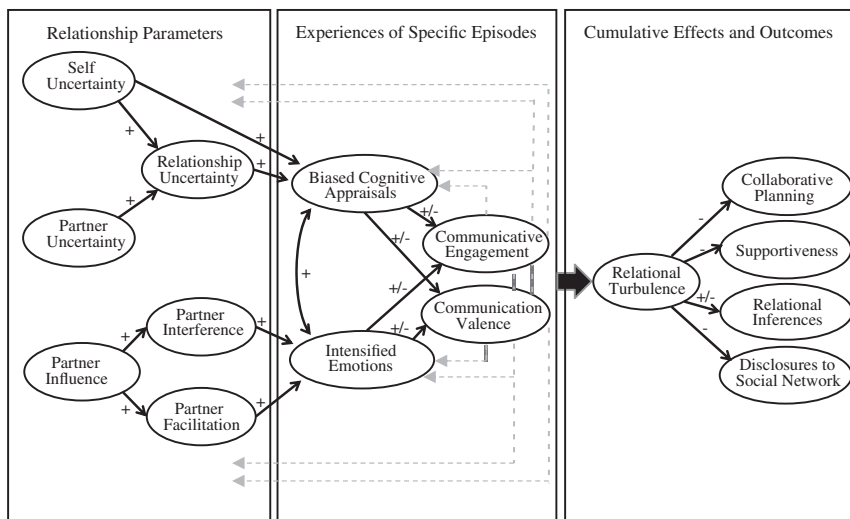 Relationship Parameters
Self
Uncertainty
+
+
Relationship
Uncertainty
+
+
Partner
Uncertainty
Partner
Interference
+
+
Partner
Influence
+
Partner
Facilitation
+
Experiences of Specific Episodes
Biased Cognitive
Appraisals
+/-
+/-
Communicative
Engagement
+
+/-
Communication
Valence
+/-
Intensified
Emotions
Cumulative Effects and Outcomes
Collaborative
Planning
-
Supportiveness
-
Relational
Turbulence
+/-
Relational
Inferences
-
Disclosures to
Social Network